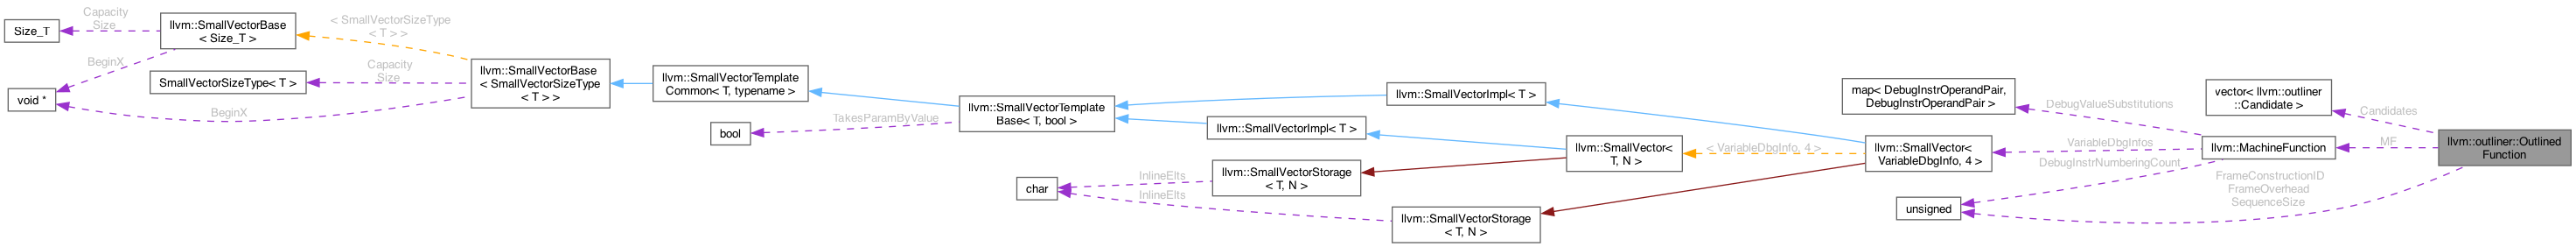 Size_T
Capacity
Size
llvm::SmallVectorBase
< Size_T >
< SmallVectorSizeType
< T > >
BeginX
void *
SmallVectorSizeType< T >
Capacity
Size
BeginX
llvm::SmallVectorBase
< SmallVectorSizeType
< T > >
llvm::SmallVectorTemplate
Common< T, typename >
bool
TakesParamByValue
llvm::SmallVectorTemplate
Base< T, bool >
llvm::SmallVectorImpl< T >
llvm::SmallVectorImpl< T >
char
InlineElts
InlineElts
llvm::SmallVectorStorage
< T, N >
llvm::SmallVectorStorage
< T, N >
llvm::SmallVector<
T, N >
< VariableDbgInfo, 4 >
map< DebugInstrOperandPair,
DebugInstrOperandPair >
llvm::SmallVector<
VariableDbgInfo, 4 >
unsigned
DebugValueSubstitutions
VariableDbgInfos
DebugInstrNumberingCount
FrameConstructionID
FrameOverhead
SequenceSize
vector< llvm::outliner
::Candidate >
llvm::MachineFunction
Candidates
MF
llvm::outliner::Outlined
Function